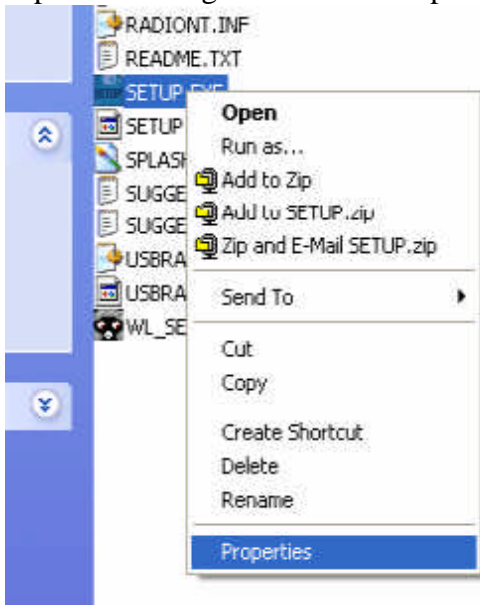 RADIONT.INF
README.TXT
SETUP.EXE
SETUP
SPLASH
SUGGE
SUGGE
USBRA
USBRA
WL_SE
Open
Run as...
Add to Zip
Add to SETUP.zip
Zip and E-Mail SETUP.zip
Send To
Cut
Copy
Create Shortcut
Delete
Rename
Properties